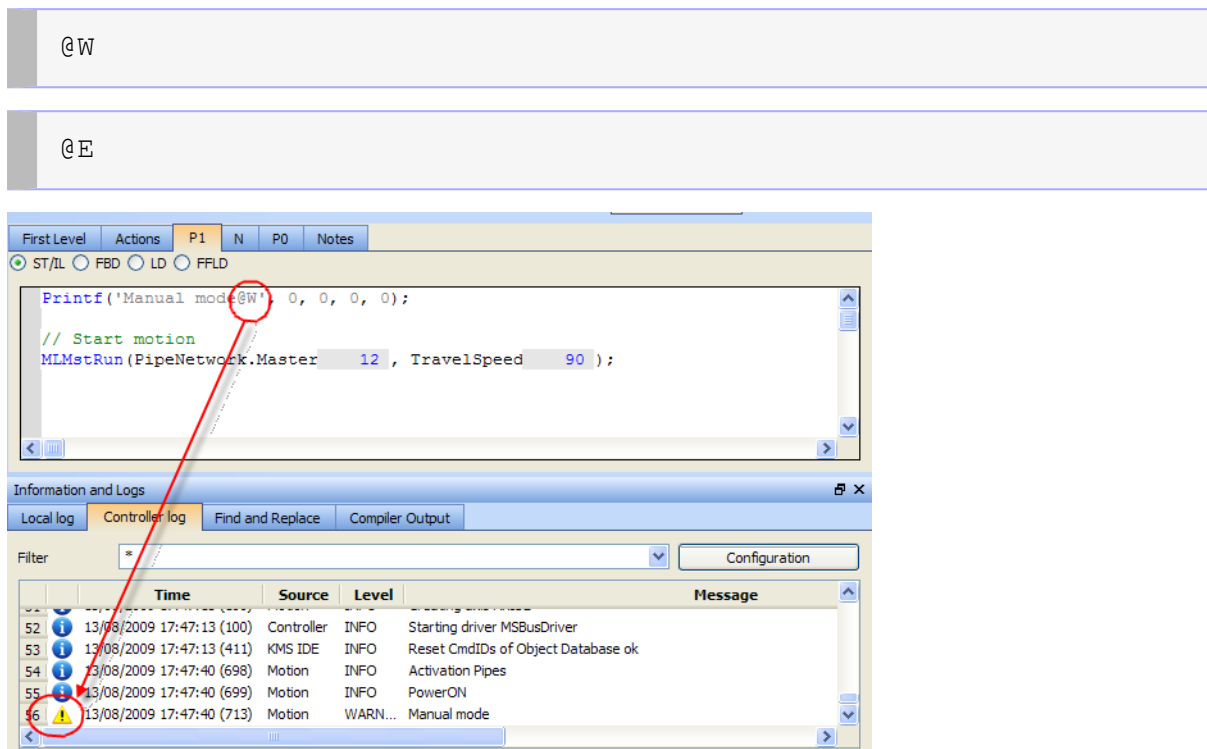 @W
@E
First Level Actions P1 N P0 Notes
ST/IL FBD LD FFLD
Printf('Manual mode@W', 0, 0, 0, 0);
// Start motion
MLMstRun(PipeNetwork.Master 12 , TravelSpeed 90 );
Information and Logs
Local log Controller log Find and Replace Compiler Output
Filter * Configuration
Time Source Level Message
52 13/08/2009 17:47:13 (100) Controller INFO Starting driver MSBusDriver
53 13/08/2009 17:47:13 (411) KMS IDE INFO Reset CmdIDs of Object Database ok
54 13/08/2009 17:47:40 (698) Motion INFO Activation Pipes
55 13/08/2009 17:47:40 (699) Motion INFO PowerON
56 13/08/2009 17:47:40 (713) Motion WARN... Manual mode